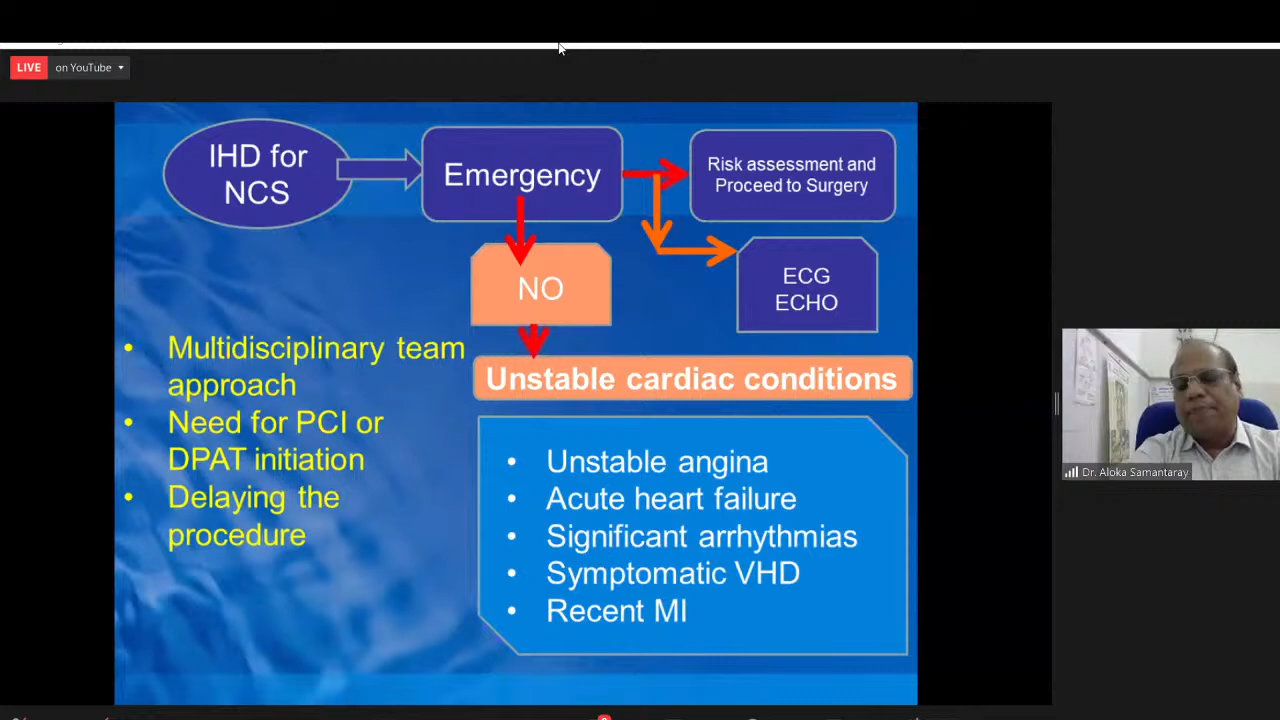 LIVE on YouTube
IHD for
NCS
Emergency
Risk assessment and
Proceed to Surgery
NO
ECG
ECHO
Unstable cardiac conditions
• Multidisciplinary team
approach
• Need for PCI or
DPAT initiation
• Delaying the
procedure
• Unstable angina
• Acute heart failure
• Significant arrhythmias
• Symptomatic VHD
• Recent MI
Dr. Aloka Samantaray